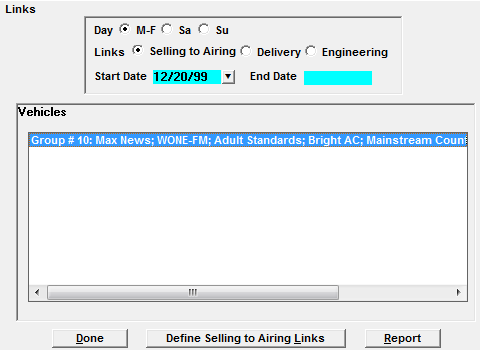 Links
Day M-F Sa Su
Links Selling to Airing Delivery Engineering
Start Date 12/20/99 End Date
Vehicles
Group # 10: Max News; WONE-FM; Adult Standards; Bright AC; Mainstream Coun
Done Define Selling to Airing Links Report